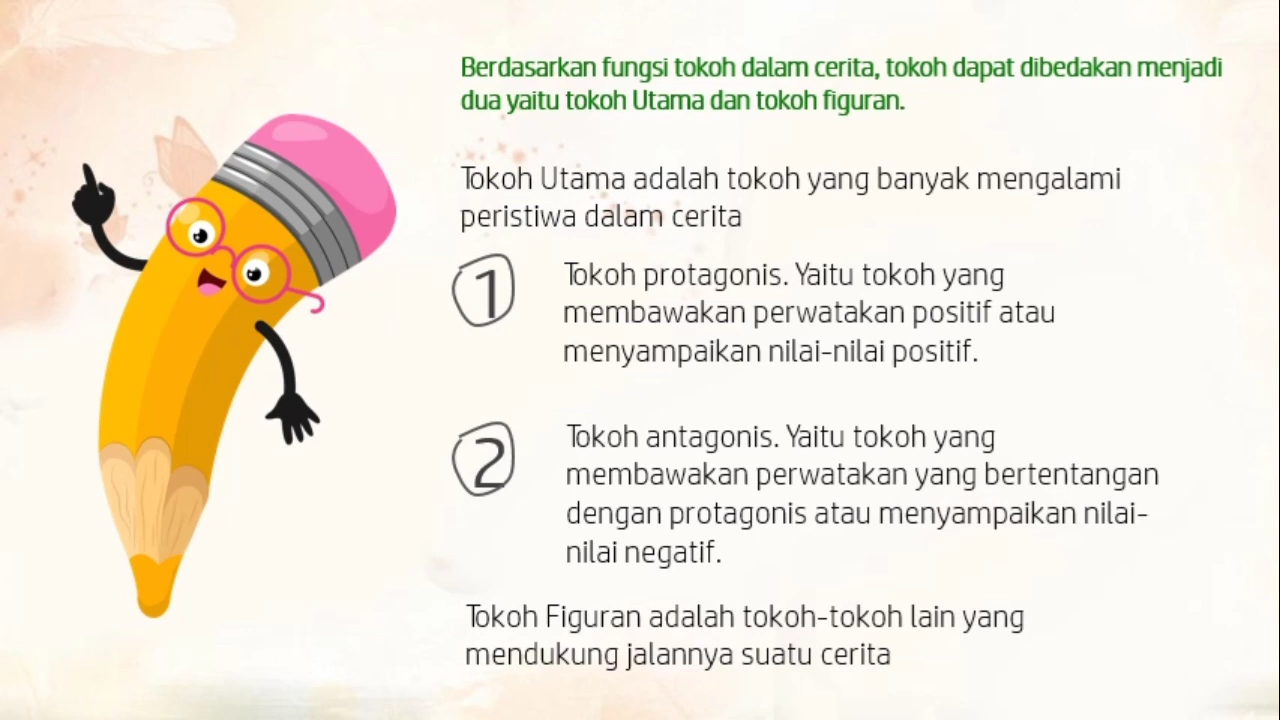 Berdasarkan fungsi tokoh dalam cerita, tokoh dapat dibedakan menjadi
dua yaitu tokoh Utama dan tokoh figuran.
Tokoh Utama adalah tokoh yang banyak mengalami
peristiwa dalam cerita
1
Tokoh protagonis. Yaitu tokoh yang
membawakan perwatakan positif atau
menyampaikan nilai-nilai positif.
2
Tokoh antagonis. Yaitu tokoh yang
membawakan perwatakan yang bertentangan
dengan protagonis atau menyampaikan nilai-
nilai negatif.
Tokoh Figuran adalah tokoh-tokoh lain yang
mendukung jalannya suatu cerita